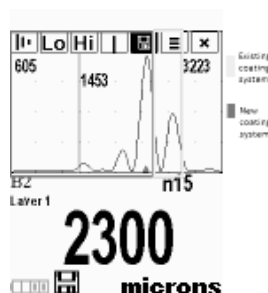 Lo Hi
605
1453
3223
Existing
coating
system
New
coating
system
B2
n15
Layer 1
2300
microns